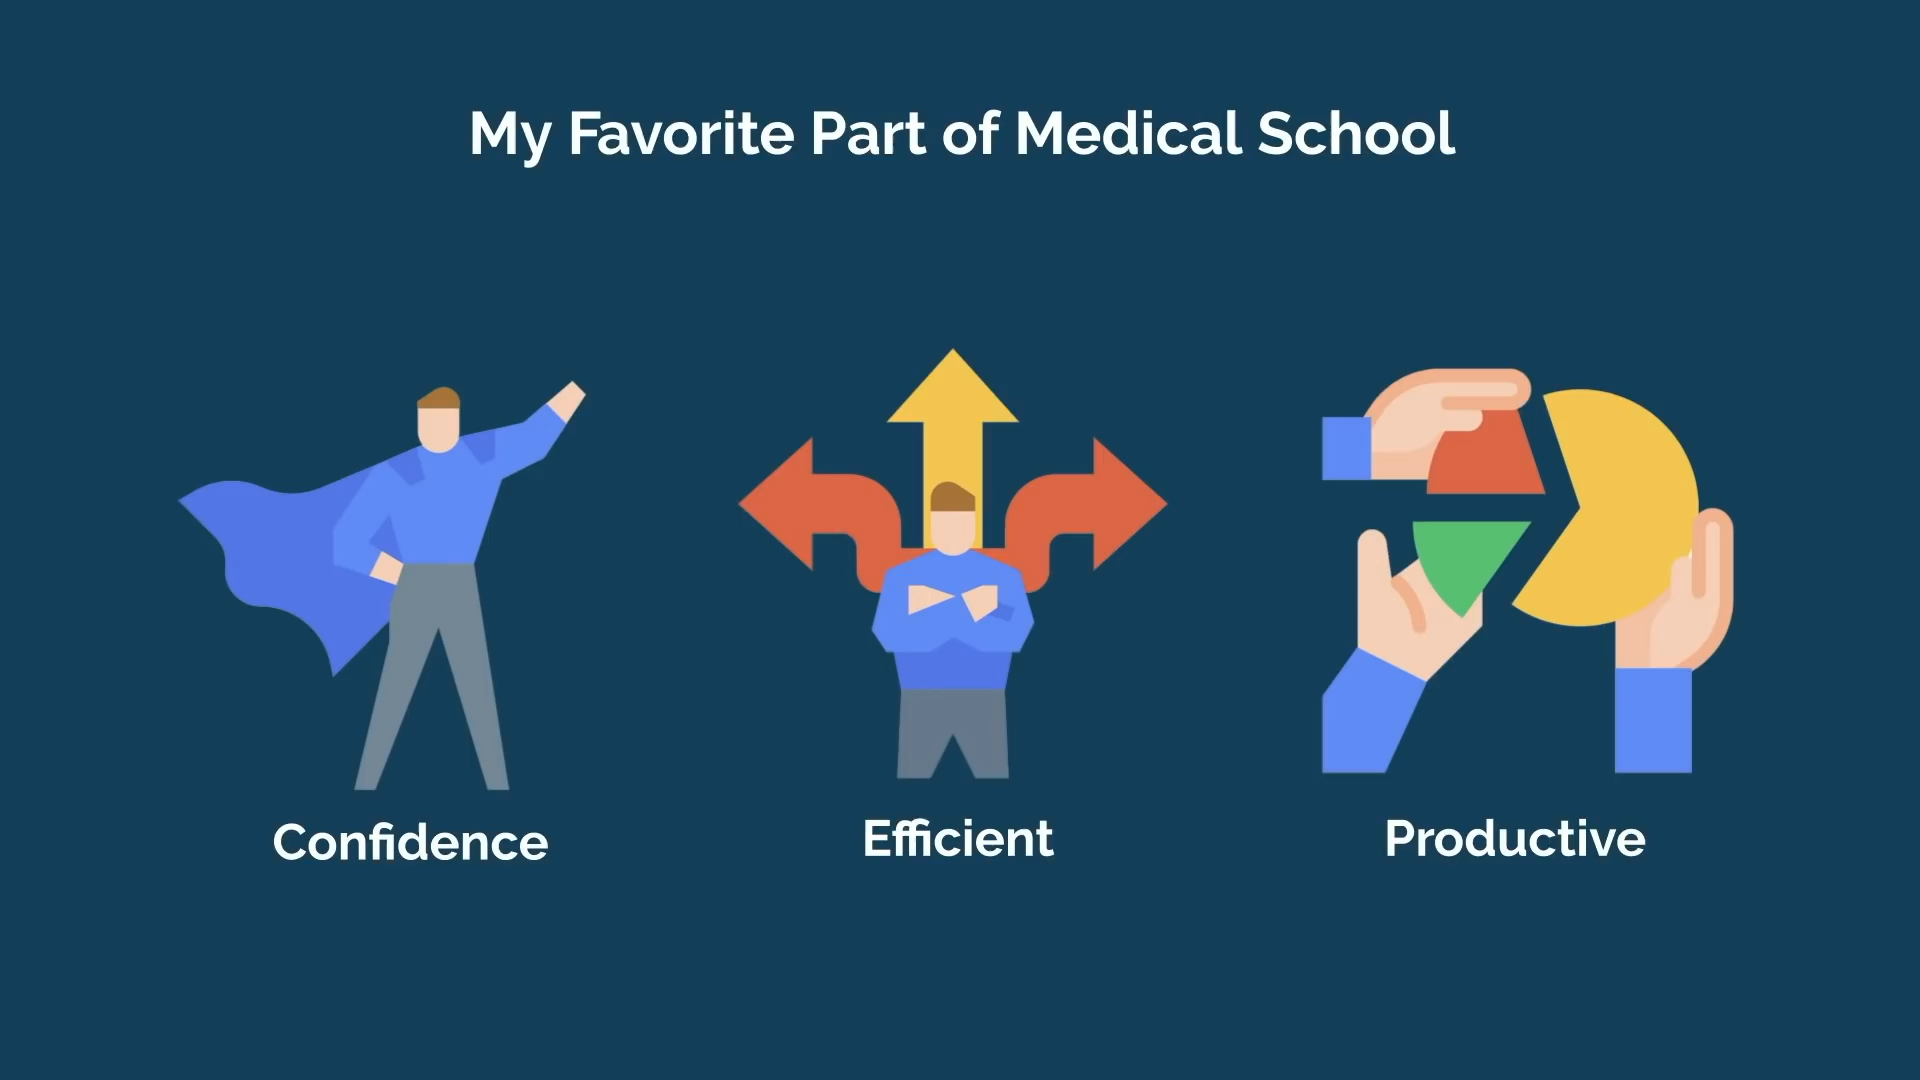 My Favorite Part of Medical School
Confidence
Efficient
Productive